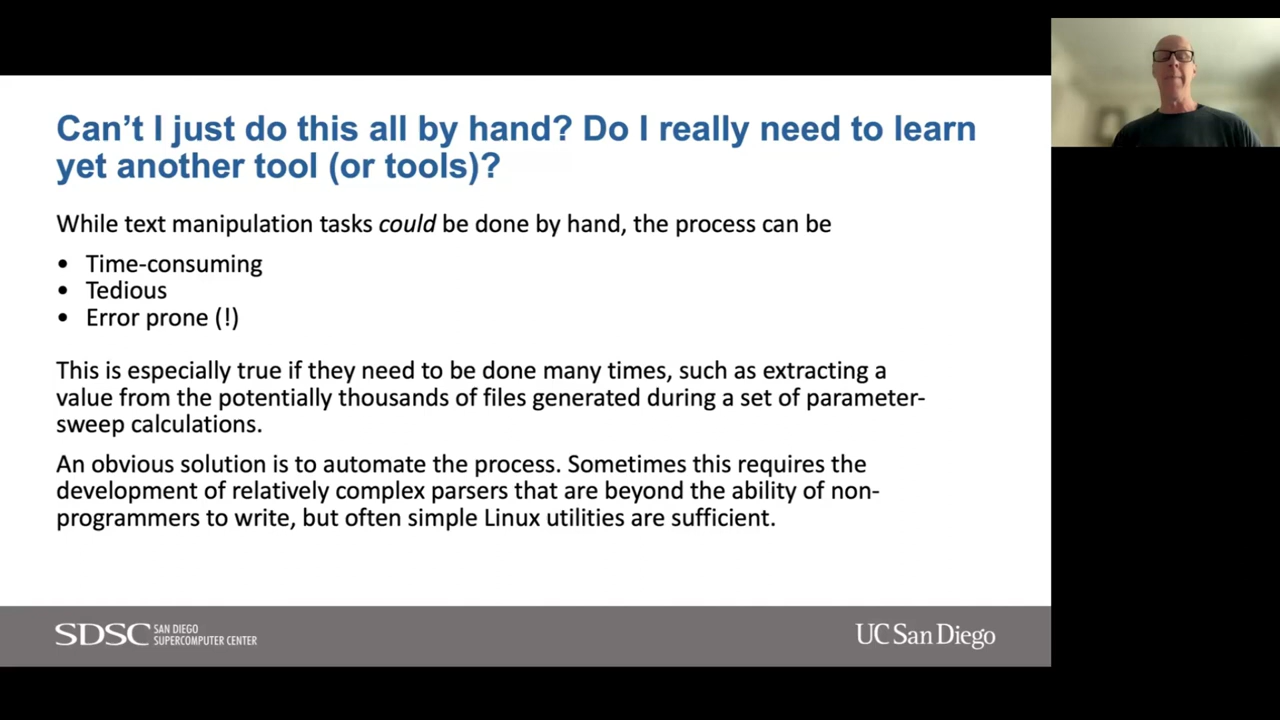 Can’t I just do this all by hand? Do I really need to learn
yet another tool (or tools)?
While text manipulation tasks could be done by hand, the process can be
• Time-consuming
• Tedious
• Error prone (!)
This is especially true if they need to be done many times, such as extracting a
value from the potentially thousands of files generated during a set of parameter-
sweep calculations.
An obvious solution is to automate the process. Sometimes this requires the
development of relatively complex parsers that are beyond the ability of non-
programmers to write, but often simple Linux utilities are sufficient.
SDSC SAN DIEGO
SUPERCOMPUTER CENTER
UC San Diego